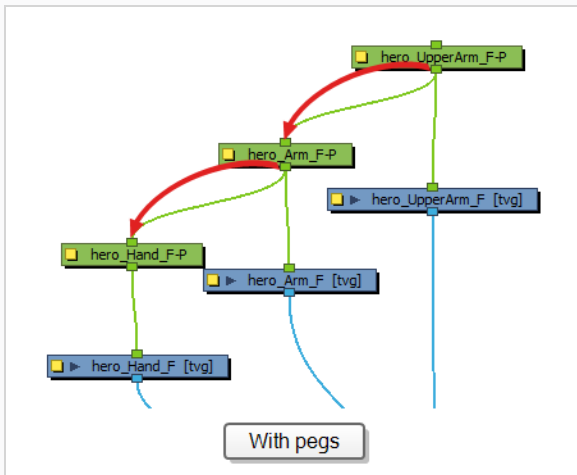 hero_UpperArm_F-P
hero_Arm_F-P
hero_UpperArm_F [tvg]
hero_Hand_F-P
hero_Arm_F [tvg]
hero_Hand_F [tvg]
With pegs